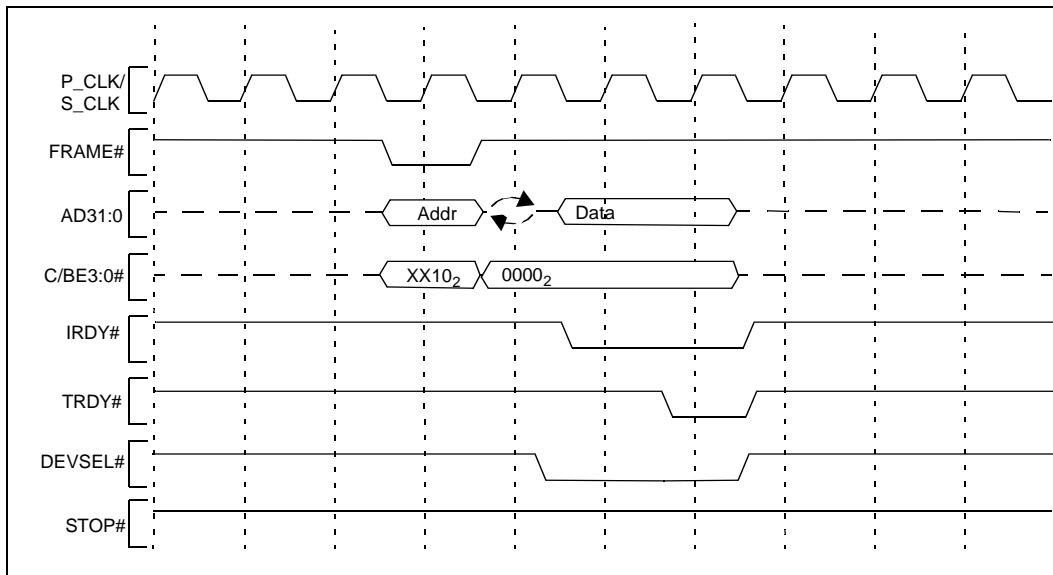 P_CLK/
S_CLK
FRAME#
AD31:0
Addr
Data
C/BE3:0#
XX10₂
0000₂
IRDY#
TRDY#
DEVSEL#
STOP#